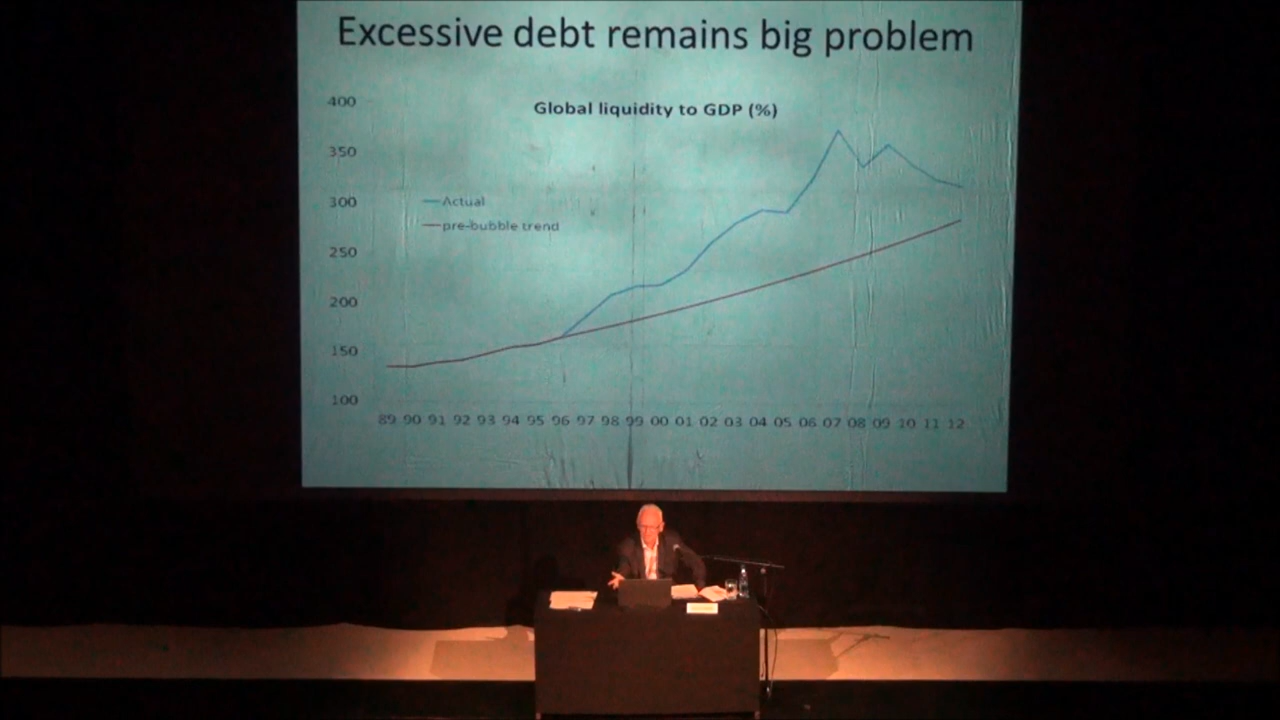 Excessive debt remains big problem
Global liquidity to GDP (%)
400
350
300
250
200
150
100
Actual
pre-bubble trend
89 90 91 92 93 94 95 96 97 98 99 00 01 02 03 04 05 06 07 08 09 10 11 12